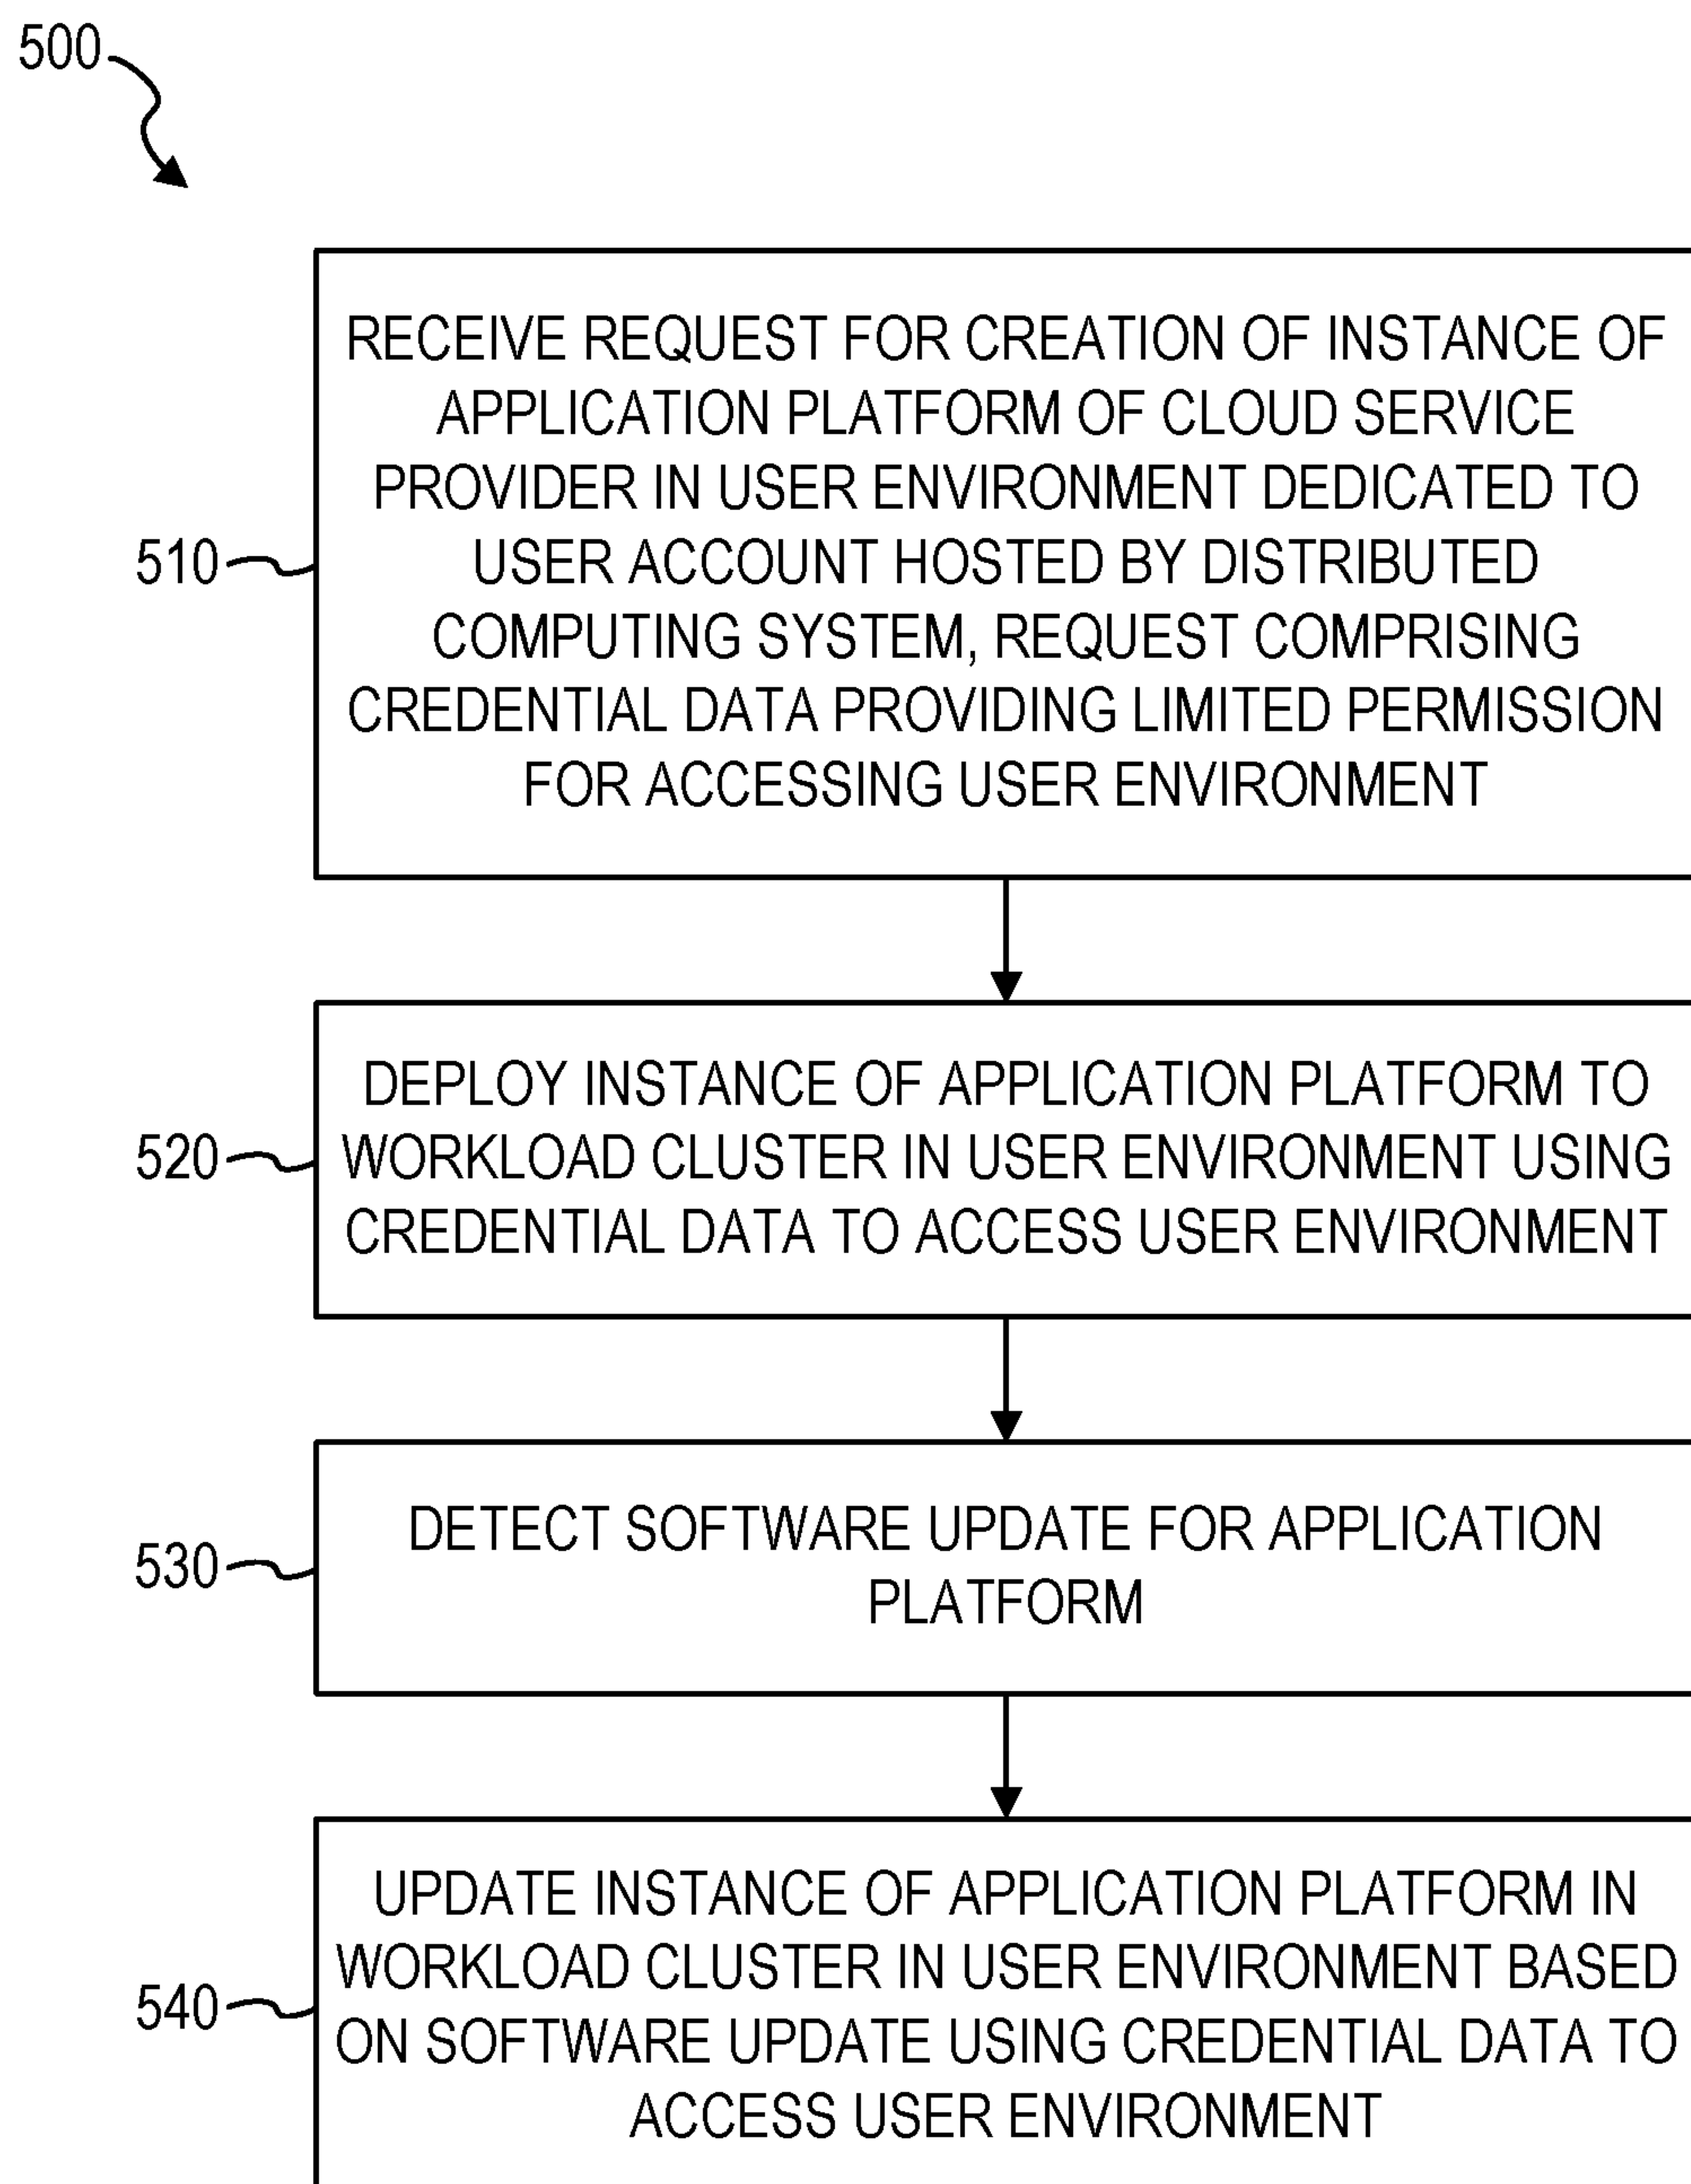 500
RECEIVE REQUEST FOR CREATION OF INSTANCE OF
APPLICATION PLATFORM OF CLOUD SERVICE
PROVIDER IN USER ENVIRONMENT DEDICATED TO
USER ACCOUNT HOSTED BY DISTRIBUTED
COMPUTING SYSTEM, REQUEST COMPRISING
CREDENTIAL DATA PROVIDING LIMITED PERMISSION
FOR ACCESSING USER ENVIRONMENT
510
DEPLOY INSTANCE OF APPLICATION PLATFORM TO
WORKLOAD CLUSTER IN USER ENVIRONMENT USING
CREDENTIAL DATA TO ACCESS USER ENVIRONMENT
520
DETECT SOFTWARE UPDATE FOR APPLICATION
PLATFORM
530
UPDATE INSTANCE OF APPLICATION PLATFORM IN
WORKLOAD CLUSTER IN USER ENVIRONMENT BASED
ON SOFTWARE UPDATE USING CREDENTIAL DATA TO
ACCESS USER ENVIRONMENT
540